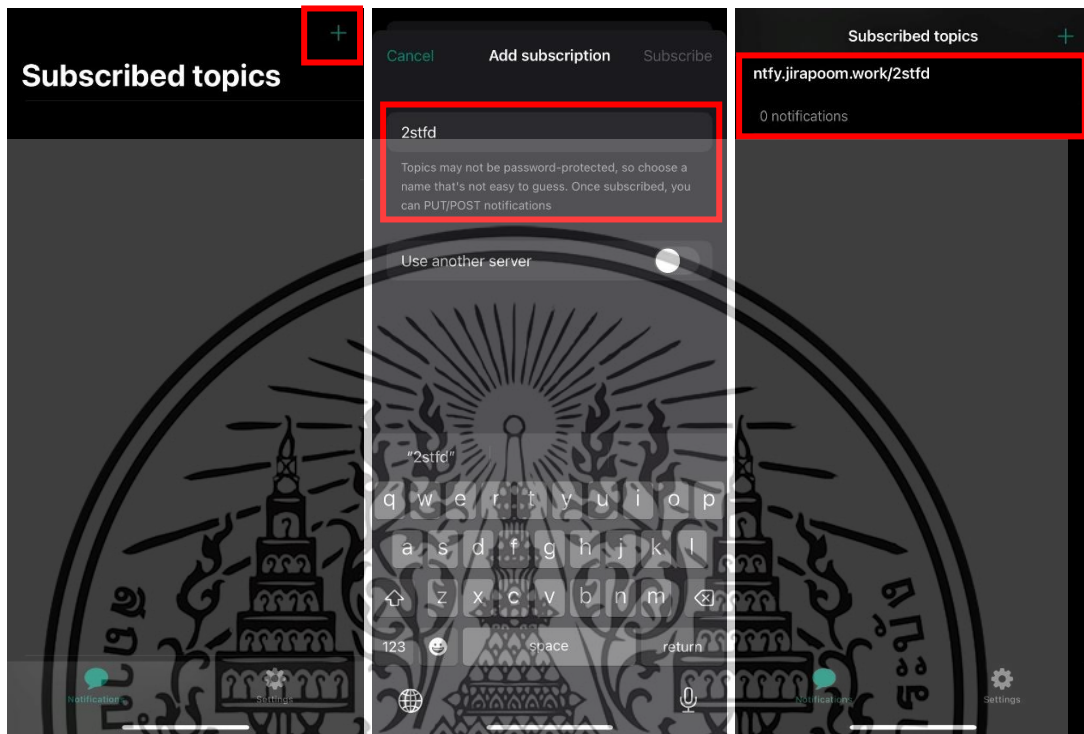 +
Subscribed topics
Notifications
Settings
Cancel
Add subscription
Subscribe
2stfd
Topics may not be password-protected, so choose a
name that's not easy to guess. Once subscribed, you
can PUT/POST notifications
Use another server
"2stfd"
q w e r t y u i o p
a s d f g h j k l
z x c v b n m
123
space
return
Subscribed topics
+
ntfy.jirapoom.work/2stfd
0 notifications
Notifications
Settings